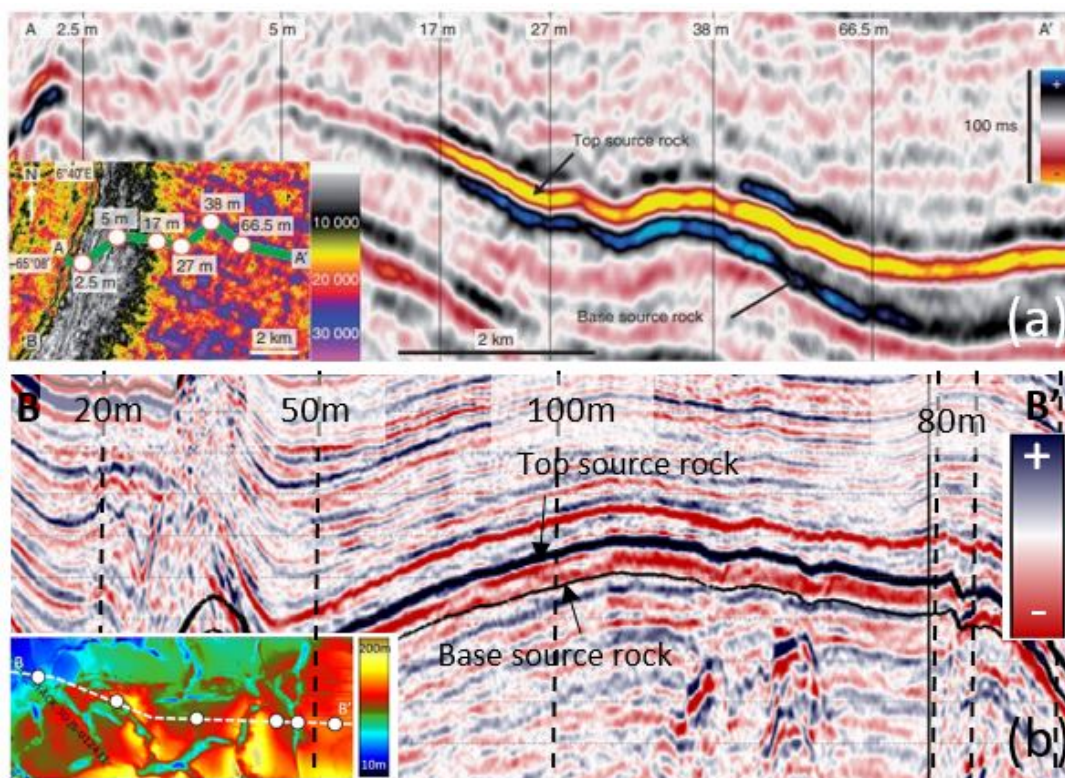 A 2.5 m 5 m 17 m 27 m 38 m 66.5 m A'
+
100 ms
-
Top source rock
N 6°40'E
38 m
5 m 17 m
66.5 m
A
A'
27 m
2.5 m
B
2 km
10 000
20 000
30 000
Base source rock
2 km
(a)
B 20m 50m 100m 80m B'
+
-
Top source rock
Base source rock
200m
B
B'
10m
(b)